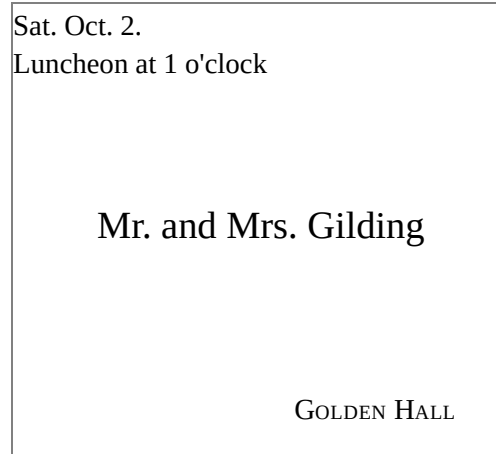 Sat. Oct. 2.
Luncheon at 1 o'clock
Mr. and Mrs. Gilding
Golden Hall